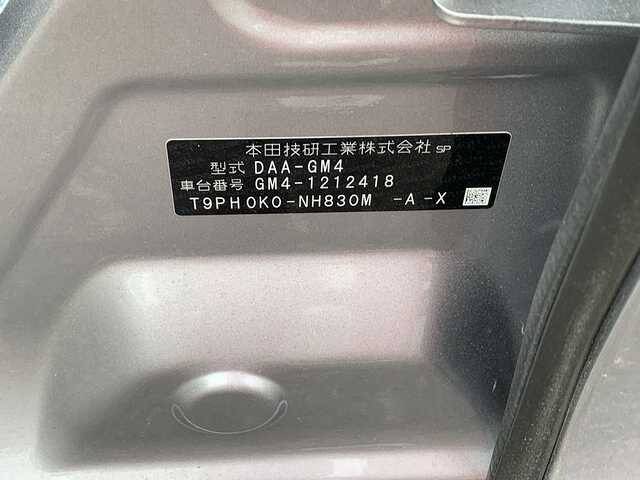 本田技研工業株式会社 SP
型式 DAA-GM4
車台番号 GM4-1212418
T9PH0K0-NH830M -A-X